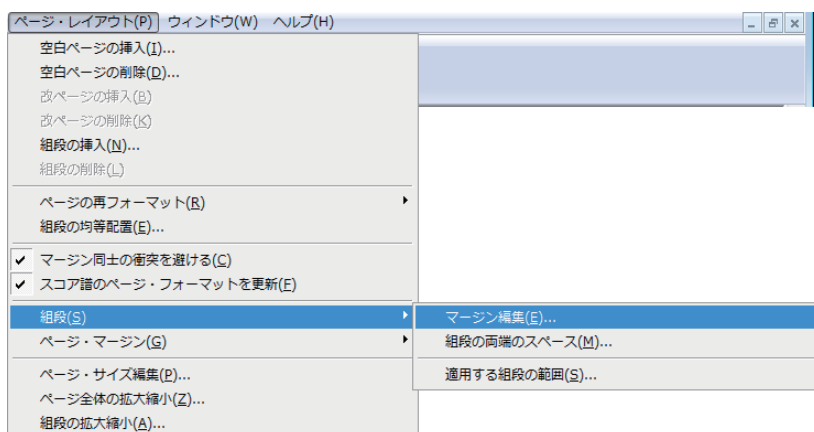 ページ・レイアウト(P) ウィンドウ(W) ヘルプ(H)
空白ページの挿入(I)...
空白ページの削除(D)...
改ページの挿入(B)
改ページの削除(K)
組段の挿入(N)...
組段の削除(L)
ページの再フォーマット(R)
組段の均等配置(E)...
マージン同士の衝突を避ける(C)
スコア譜のページ・フォーマットを更新(F)
組段(S)
マージン編集(E)...
ページ・マージン(G)
組段の両端のスペース(M)...
ページ・サイズ編集(P)...
適用する組段の範囲(S)...
ページ全体の拡大縮小(Z)...
組段の拡大縮小(A)...